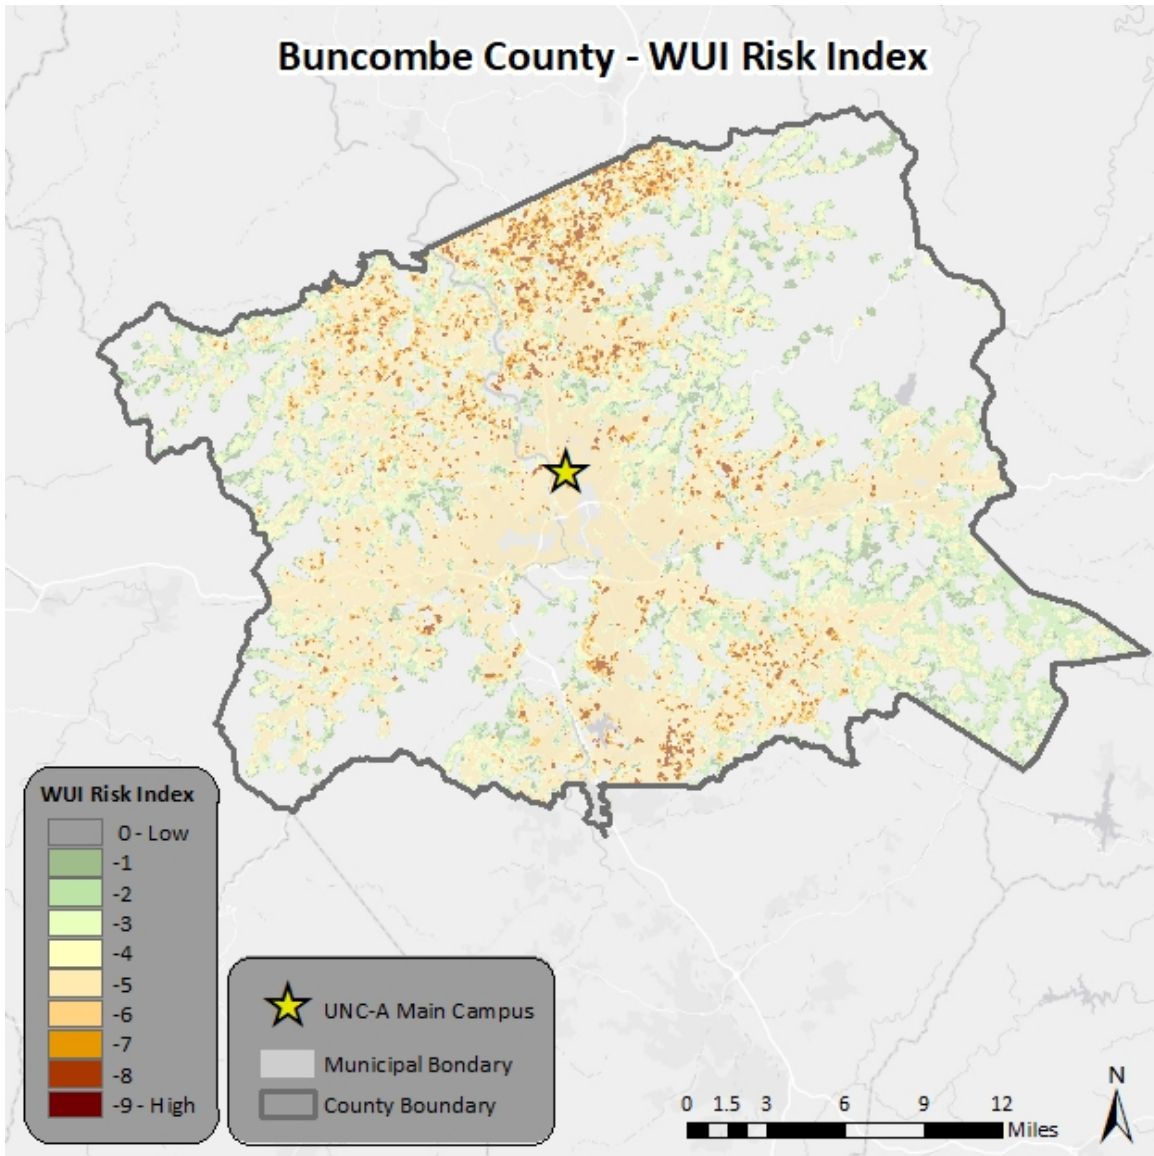 Buncombe County - WUI Risk Index
WUI Risk Index
0 - Low
-1
-2
-3
-4
-5
-6
-7
-8
-9 - High
UNC-A Main Campus
Municipal Bondary
County Boundary
0 1.5 3 6 9 12
Miles
N